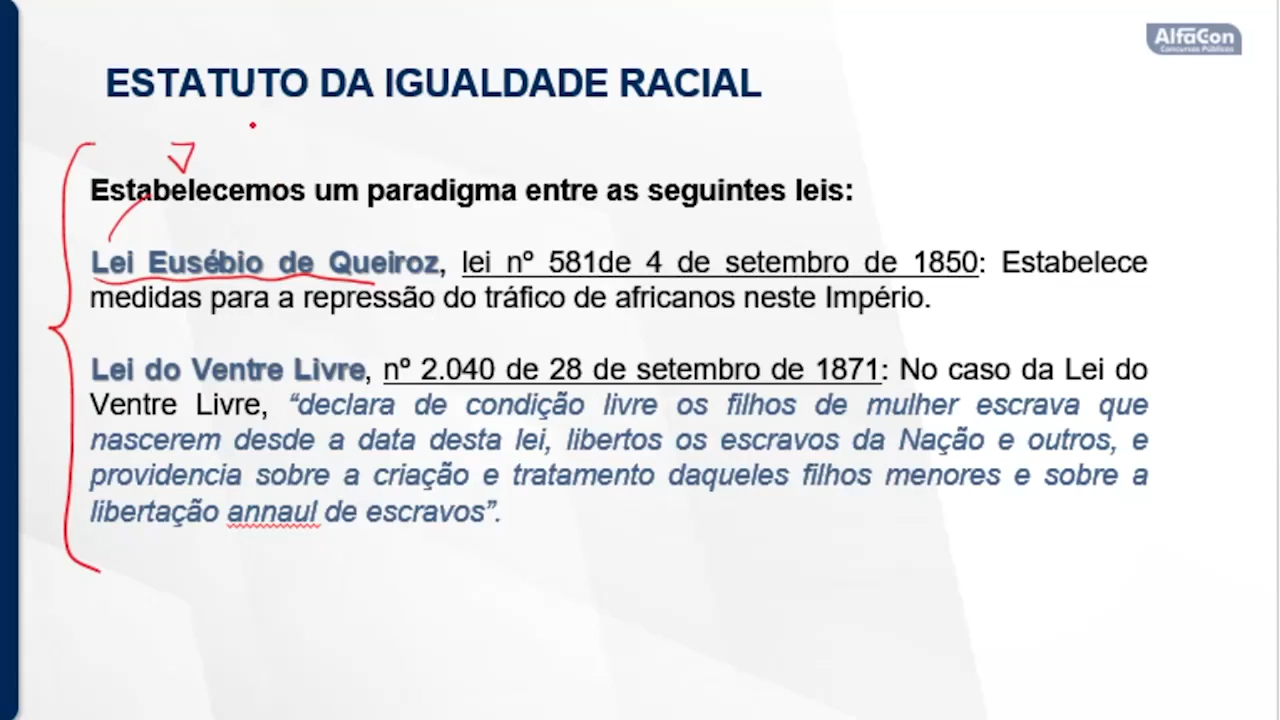 AlfaCon
Concursos Públicos
ESTATUTO DA IGUALDADE RACIAL
Estabelecemos um paradigma entre as seguintes leis:
Lei Eusébio de Queiroz, lei nº 581de 4 de setembro de 1850: Estabelece
medidas para a repressão do tráfico de africanos neste Império.
Lei do Ventre Livre, nº 2.040 de 28 de setembro de 1871: No caso da Lei do
Ventre Livre, “declara de condição livre os filhos de mulher escrava que
nascerem desde a data desta lei, libertos os escravos da Nação e outros, e
providencia sobre a criação e tratamento daqueles filhos menores e sobre a
libertação annaul de escravos”.